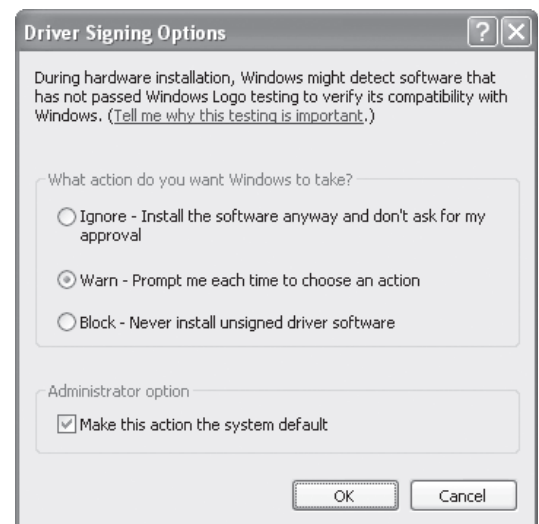 Driver Signing Options
During hardware installation, Windows might detect software that
has not passed Windows Logo testing to verify its compatibility with
Windows. (Tell me why this testing is important.)
What action do you want Windows to take?
Ignore - Install the software anyway and don't ask for my
approval
Warn - Prompt me each time to choose an action
Block - Never install unsigned driver software
Administrator option
Make this action the system default
OK Cancel